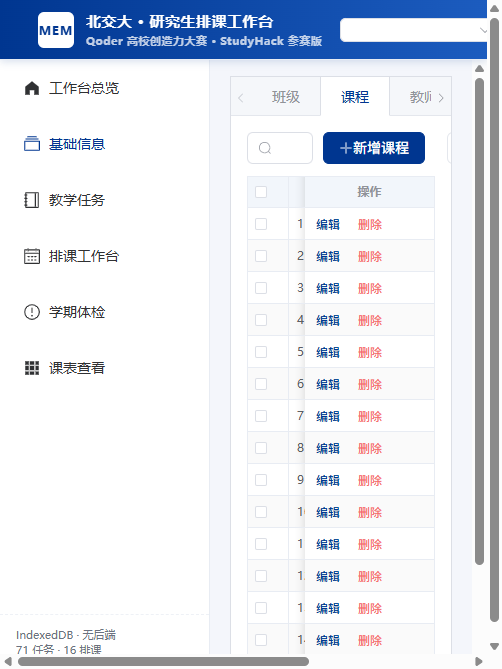 MEM
北交大·研究生排课工作台
Qoder 高校创造力大赛 · StudyHack 参赛版
工作台总览
基础信息
教学任务
排课工作台
学期体检
课表查看
IndexedDB · 无后端
71 任务 · 16 排课
班级 课程
+新增课程
操作
1 编辑 删除
2 编辑 删除
3 编辑 删除
4 编辑 删除
5 编辑 删除
6 编辑 删除
7 编辑 删除
8 编辑 删除
9 编辑 删除
编辑 删除
编辑 删除
编辑 删除
编辑 删除
编辑 删除